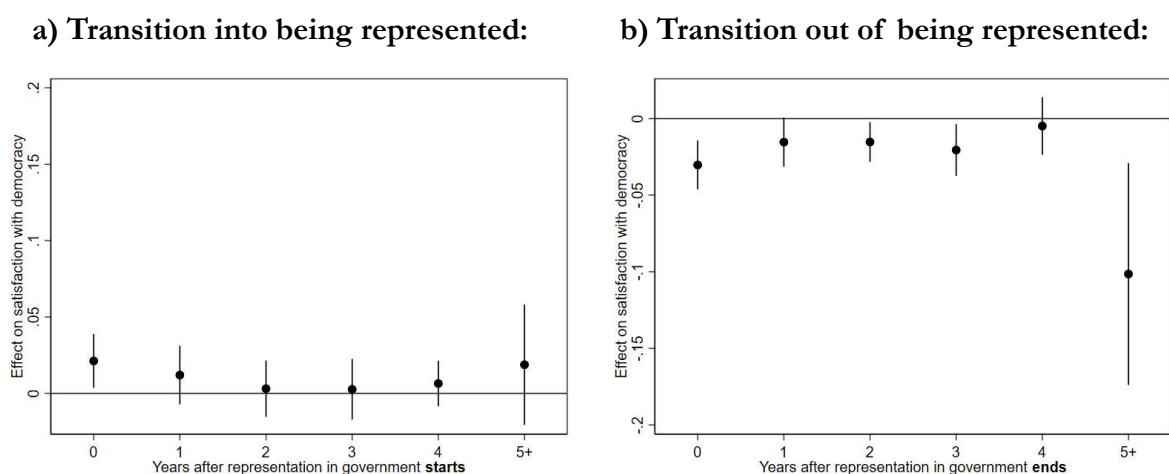 a) Transition into being represented:
Effect on satisfaction with democracy
.2
.15
.1
.05
0
0 1 2 3 4 5+
Years after representation in government starts
b) Transition out of being represented:
Effect on satisfaction with democracy
0
-.05
-.1
-.15
-.2
0 1 2 3 4 5+
Years after representation in government ends